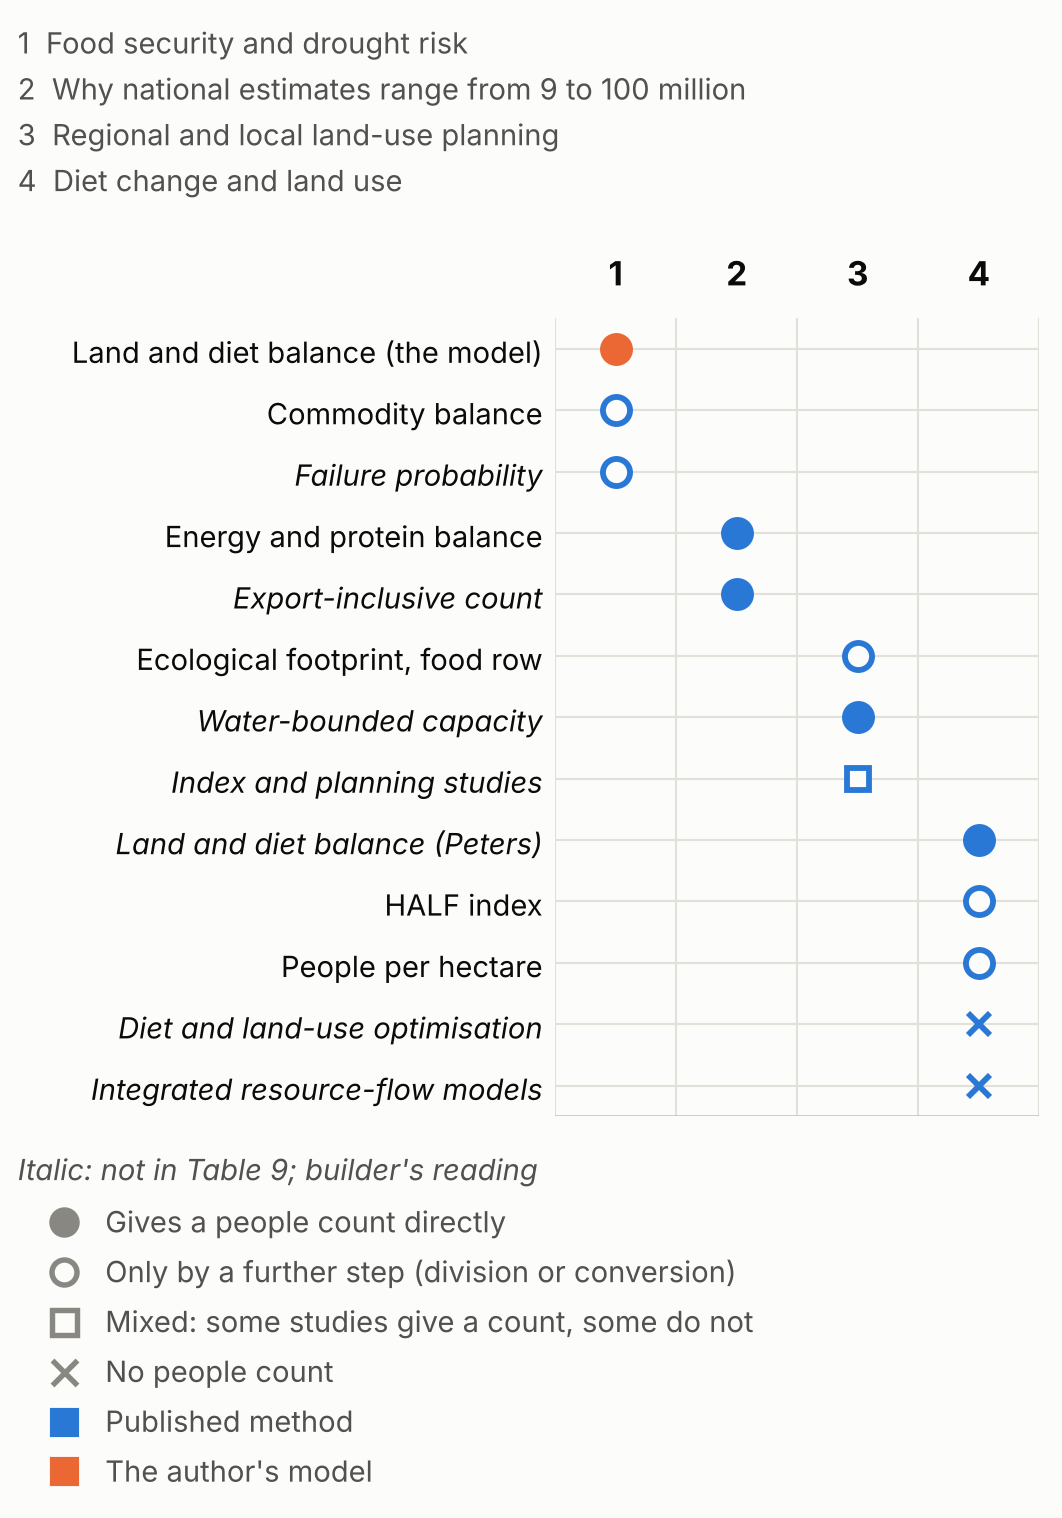 1 Food security and drought risk
2 Why national estimates range from 9 to 100 million
3 Regional and local land-use planning
4 Diet change and land use
1 2 3 4
Land and diet balance (the model)
Commodity balance
Failure probability
Energy and protein balance
Export-inclusive count
Ecological footprint, food row
Water-bounded capacity
Index and planning studies
Land and diet balance (Peters)
HALF index
People per hectare
Diet and land-use optimisation
Integrated resource-flow models
Italic: not in Table 9; builder's reading
Gives a people count directly
Only by a further step (division or conversion)
Mixed: some studies give a count, some do not
No people count
Published method
The author's model